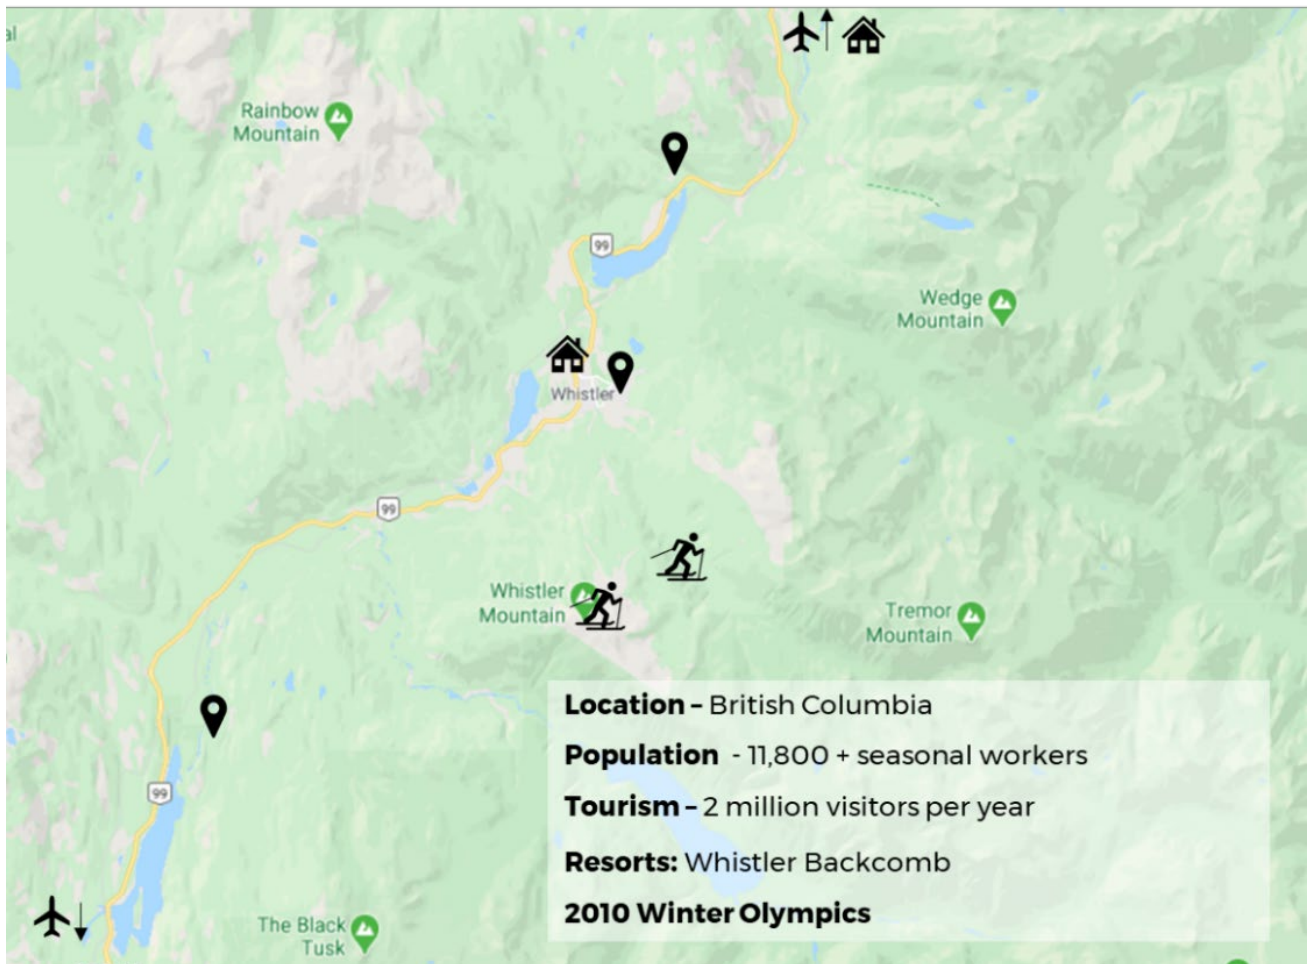 al
Rainbow
Mountain
99
Wedge
Mountain
Whistler
99
Whistler
Mountain
Tremor
Mountain
Location – British Columbia
Population - 11,800 + seasonal workers
99
Tourism – 2 million visitors per year
Resorts: Whistler Backcomb
2010 Winter Olympics
The Black
Tusk